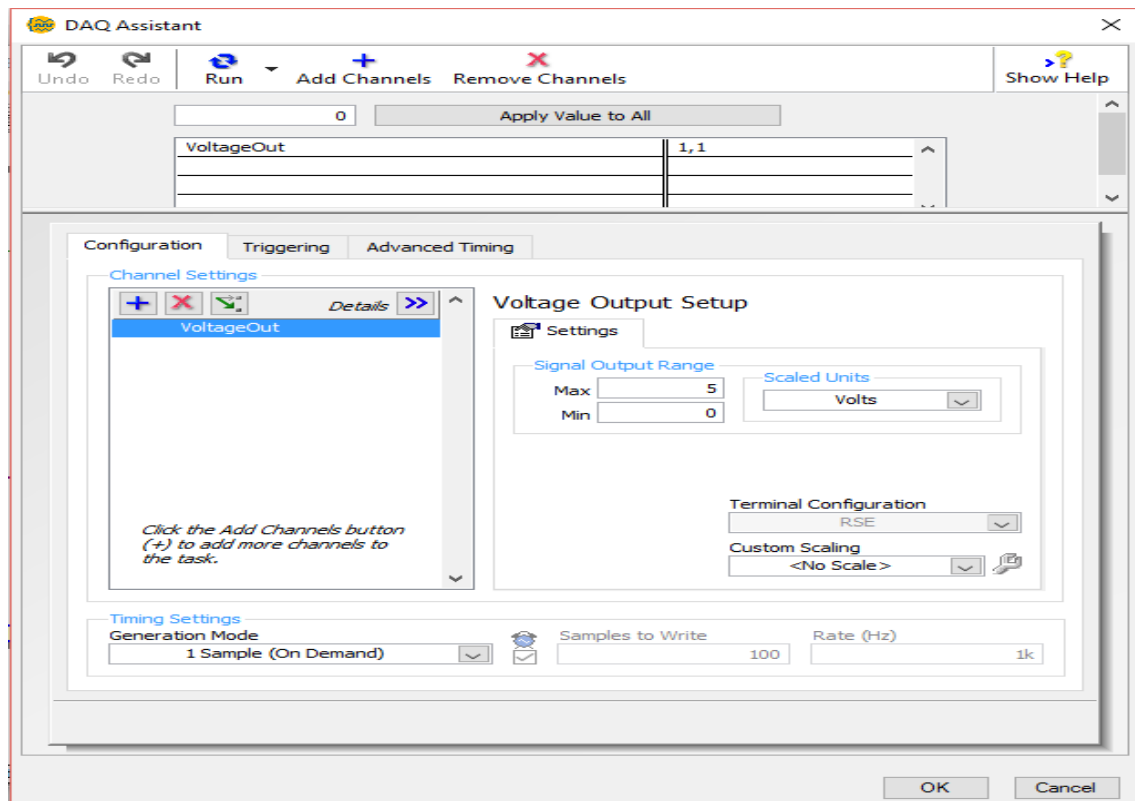 DAQ Assistant
Undo Redo Run Add Channels Remove Channels Show Help
0 Apply Value to All
VoltageOut 1,1
Configuration Triggering Advanced Timing
Channel Settings
Details
VoltageOut
Click the Add Channels button
(+) to add more channels to
the task.
Voltage Output Setup
Settings
Signal Output Range
Max 5
Min 0
Scaled Units
Volts
Terminal Configuration
RSE
Custom Scaling
<No Scale>
Timing Settings
Generation Mode Samples to Write Rate (Hz)
1 Sample (On Demand) 100 1k
OK Cancel